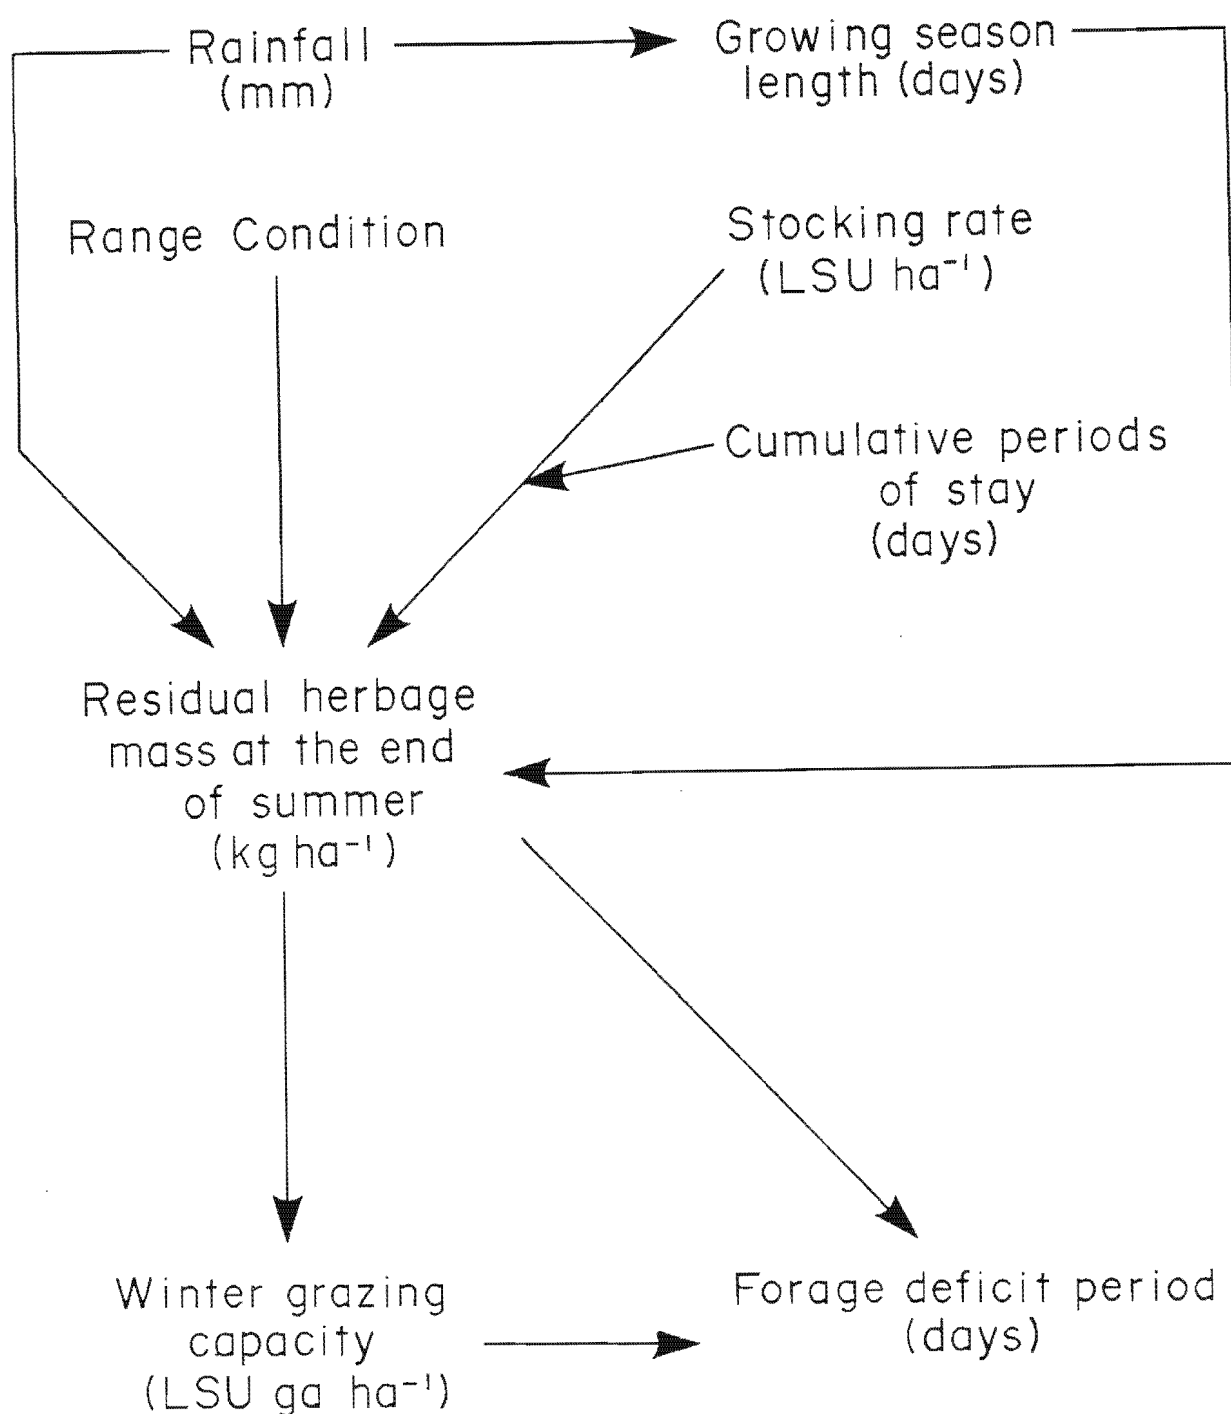 Rainfall
(mm)
Growing season
length (days)
Range Condition
Stocking rate
(LSU ha⁻¹)
Cumulative periods
of stay
(days)
Residual herbage
mass at the end
of summer
(kg ha⁻¹)
Winter grazing
capacity
(LSU ga ha⁻¹)
Forage deficit period
(days)